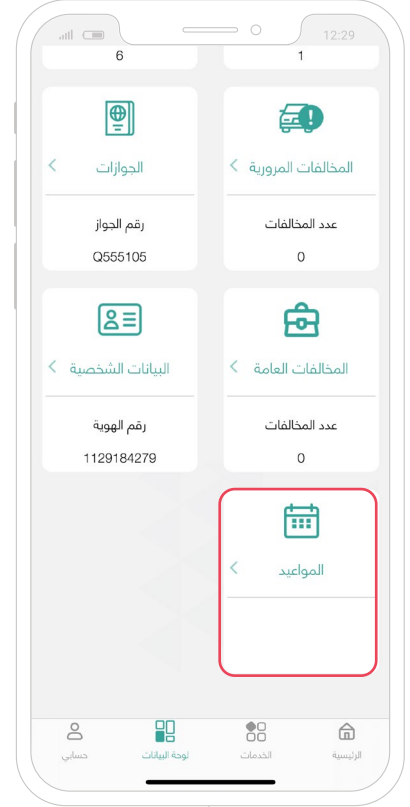 12:29
1
6
المخالفات المرورية
الجوازات
عدد المخالفات
رقم الجواز
0
Q555105
المخالفات العامة
البيانات الشخصية
عدد المخالفات
رقم الهوية
0
1129184279
المواعيد
الرئيسية
الخدمات
لوحة البيانات
حسابي